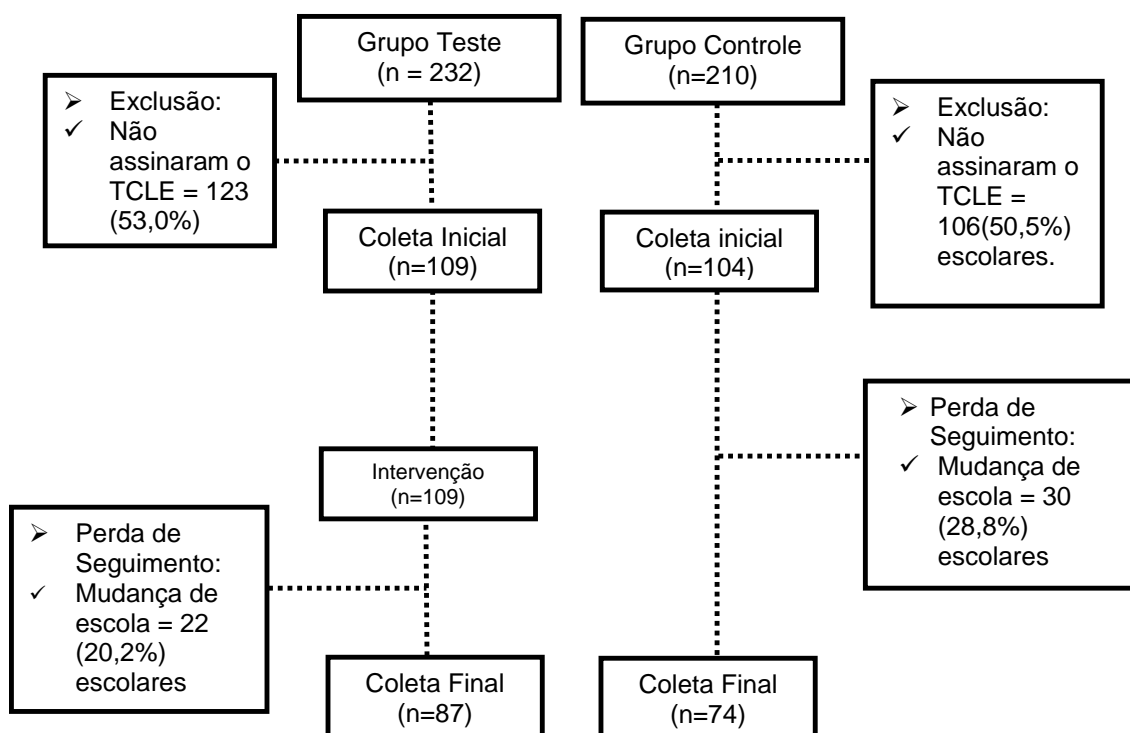 Grupo Teste
(n = 232)
Grupo Controle
(n=210)
➢ Exclusão:
✓ Não
assinaram o
TCLE = 123
(53,0%)
➢ Exclusão:
✓ Não
assinaram o
TCLE =
106(50,5%)
escolares.
Coleta Inicial
(n=109)
Coleta inicial
(n=104)
Intervenção
(n=109)
➢ Perda de
Seguimento:
✓ Mudança de
escola = 30
(28,8%)
escolares
➢ Perda de
Seguimento:
✓ Mudança de
escola = 22
(20,2%)
escolares
Coleta Final
(n=87)
Coleta Final
(n=74)